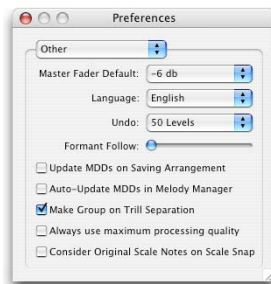 Preferences
Other
Master Fader Default: -6 db
Language: English
Undo: 50 Levels
Formant Follow:
Update MDDs on Saving Arrangement
Auto-Update MDDs in Melody Manager
Make Group on Trill Separation
Always use maximum processing quality
Consider Original Scale Notes on Scale Snap